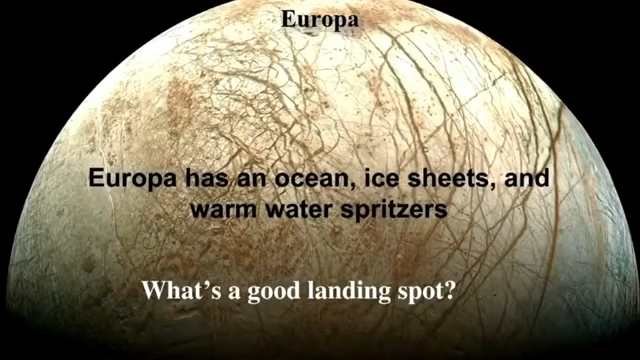 Europa
Europa has an ocean, ice sheets, and
warm water spritzers
What's a good landing spot?